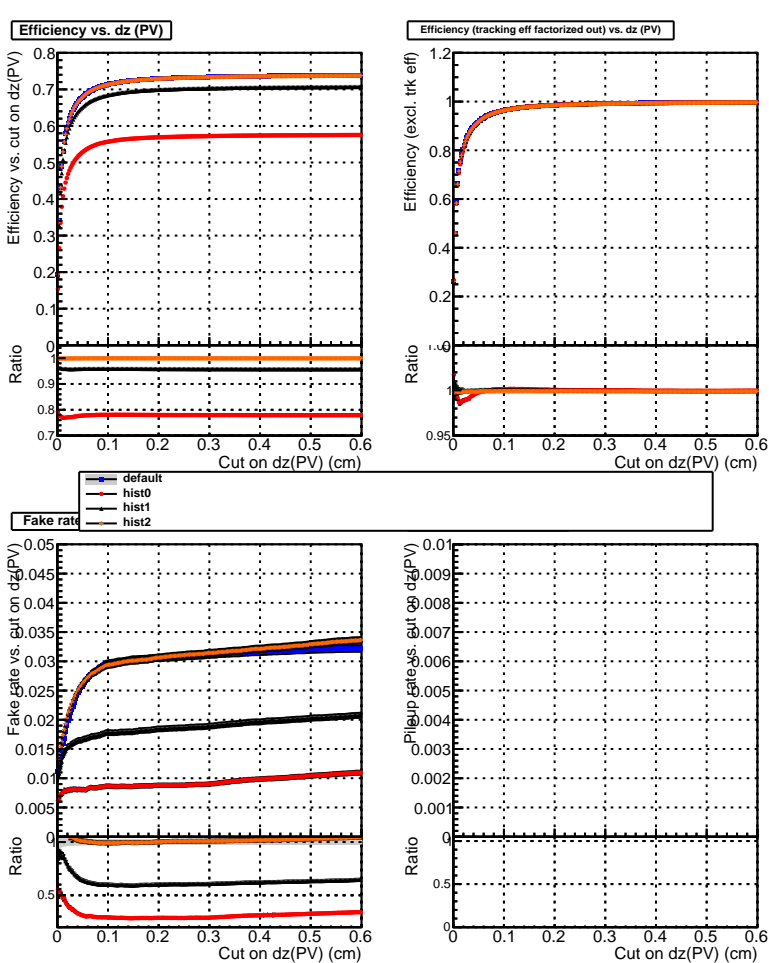 Efficiency vs. dz (PV)
Efficiency (tracking eff factorized out) vs. dz (PV)
Efficiency vs. cut on dz(PV)
0.8
0.7
0.6
0.5
0.4
0.3
0.2
0.1
0
Ratio
1
0.9
0.8
0.7
0 0.1 0.2 0.3 0.4 0.5 0.6
Cut on dz(PV) (cm)
Efficiency (excl. trk eff)
1.2
1
0.8
0.6
0.4
0.2
0
Ratio
1
0.95
0 0.1 0.2 0.3 0.4 0.5 0.6
Cut on dz(PV) (cm)
default
hist0
hist1
hist2
Fake rate
Fake rate vs. cut on dz(PV)
0.05
0.045
0.04
0.035
0.03
0.025
0.02
0.015
0.01
0.005
0
Ratio
0.5
0 0.1 0.2 0.3 0.4 0.5 0.6
Cut on dz(PV) (cm)
Pileup rate vs. cut on dz(PV)
0.01
0.009
0.008
0.007
0.006
0.005
0.004
0.003
0.002
0.001
Ratio
0.5
0
0 0.1 0.2 0.3 0.4 0.5 0.6
Cut on dz(PV) (cm)